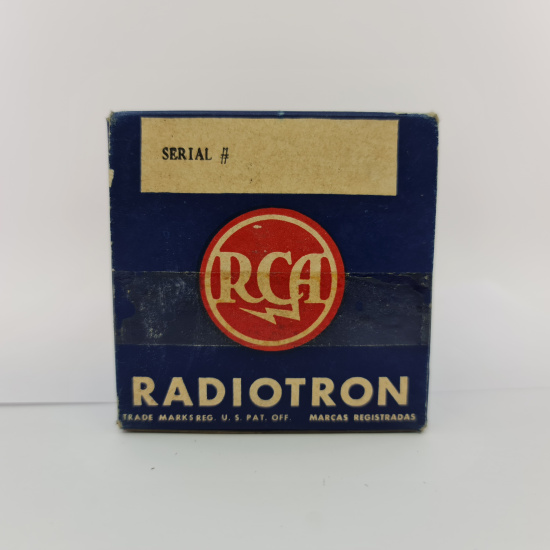 SERIAL #
RCA
RADIOTRON
TRADE MARKS REG. U. S. PAT. OFF. MARCAS REGISTRADAS